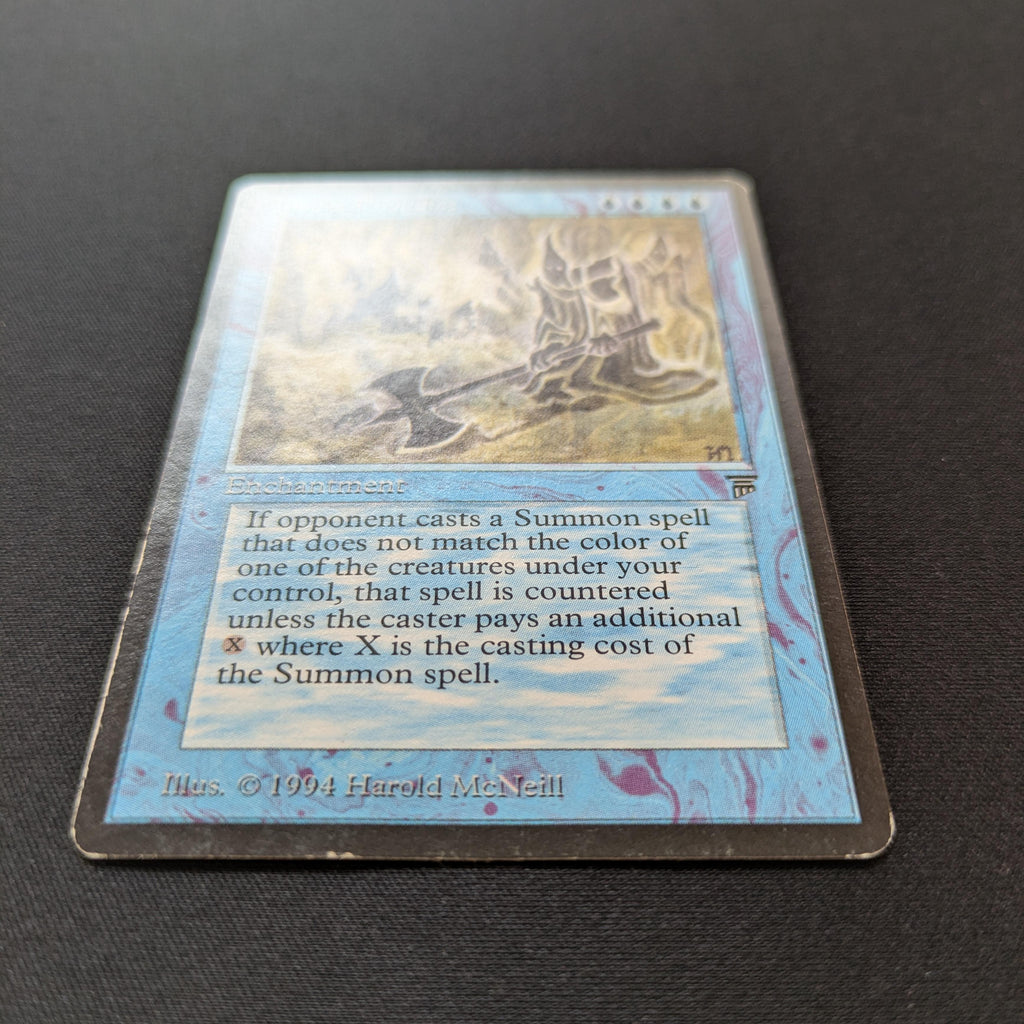 HM
Enchantment
If opponent casts a Summon spell
that does not match the color of
one of the creatures under your
control, that spell is countered
unless the caster pays an additional
X where X is the casting cost of
the Summon spell.
Illus. © 1994 Harold McNeill